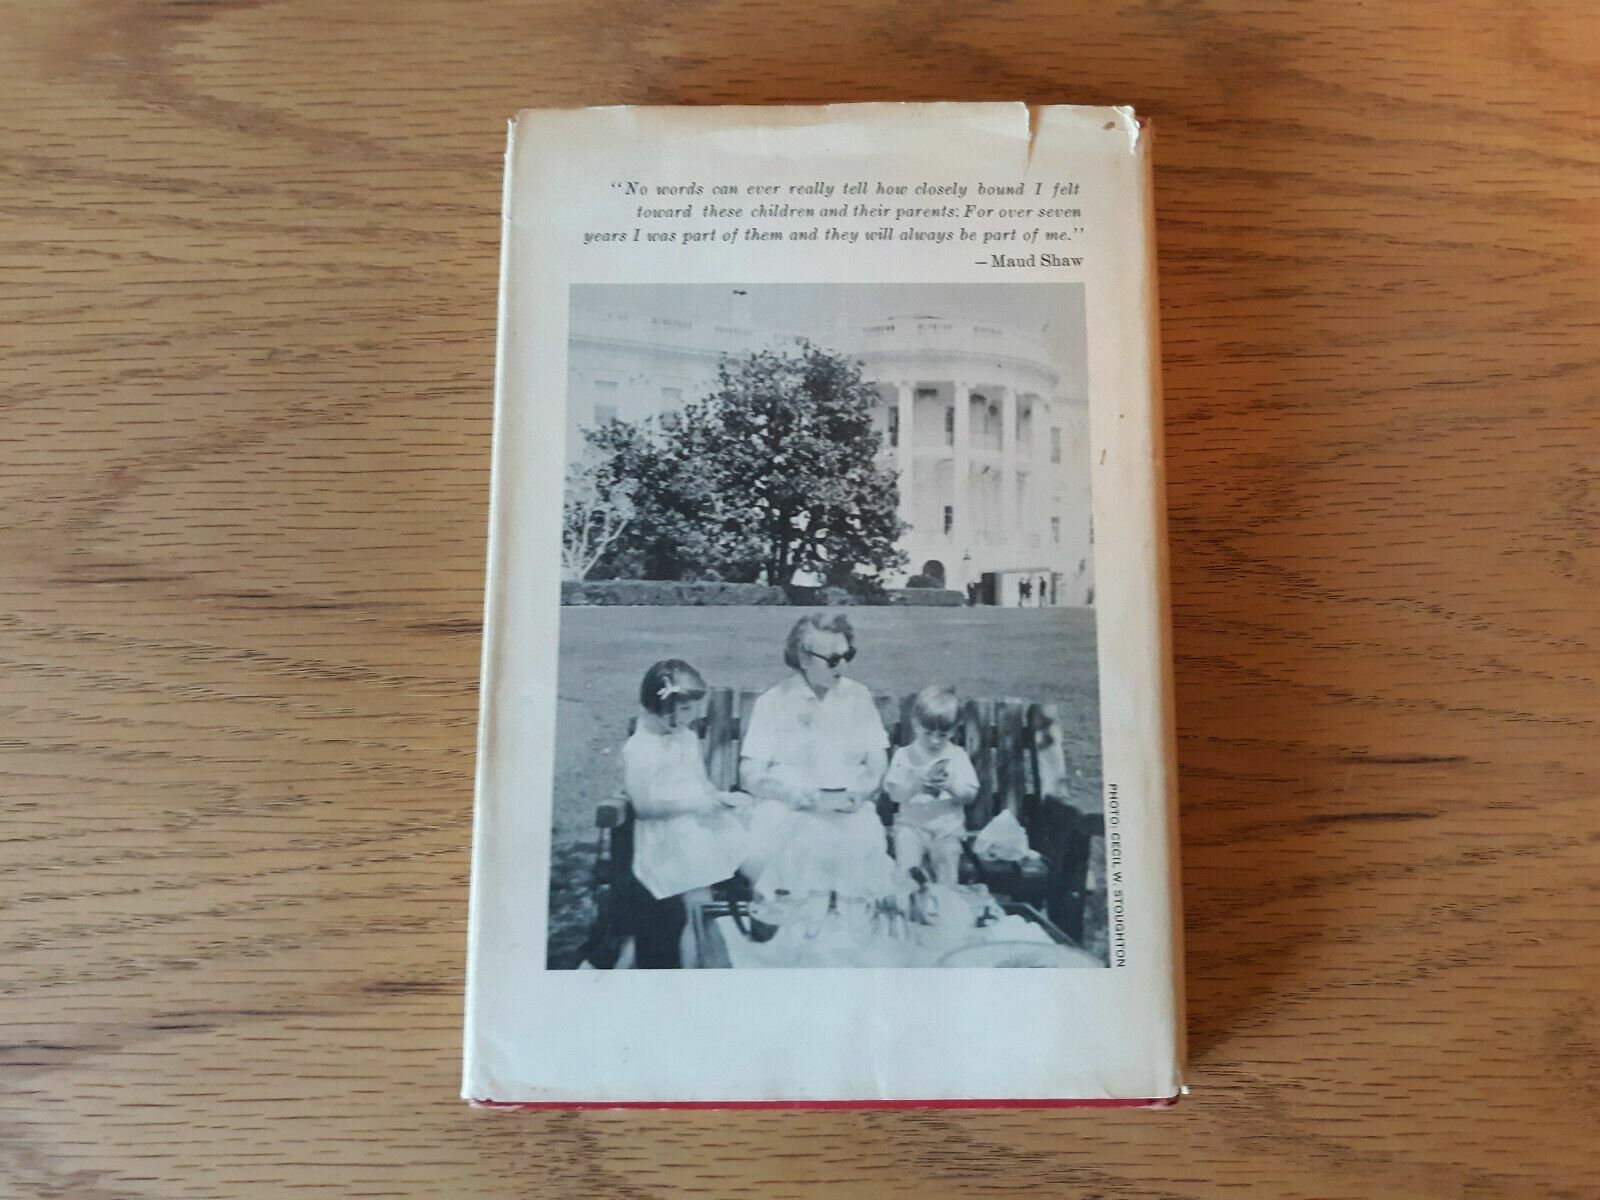 “No words can ever really tell how closely bound I felt
toward these children and their parents: For over seven
years I was part of them and they will always be part of me.”
—Maud Shaw
PHOTO: CECIL W. STOUGHTON